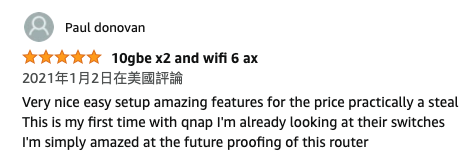 Paul donovan
10gbe x2 and wifi 6 ax
2021年1月2日在美國評論
Very nice easy setup amazing features for the price practically a steal
This is my first time with qnap I'm already looking at their switches
I'm simply amazed at the future proofing of this router